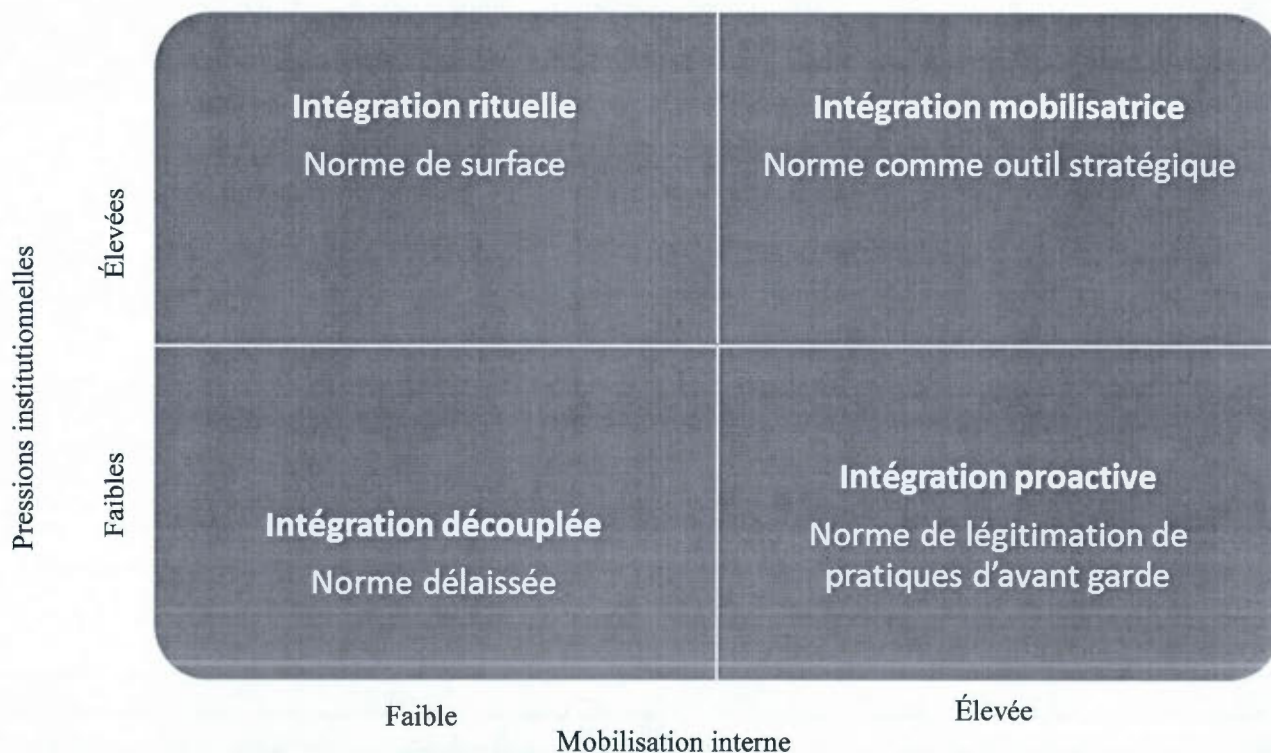 Pressions institutionnelles
Élevées
Faibles
Intégration rituelle
Norme de surface
Intégration mobilisatrice
Norme comme outil stratégique
Intégration découplée
Norme délaissée
Intégration proactive
Norme de légitimation de
pratiques d'avant garde
Faible
Élevée
Mobilisation interne